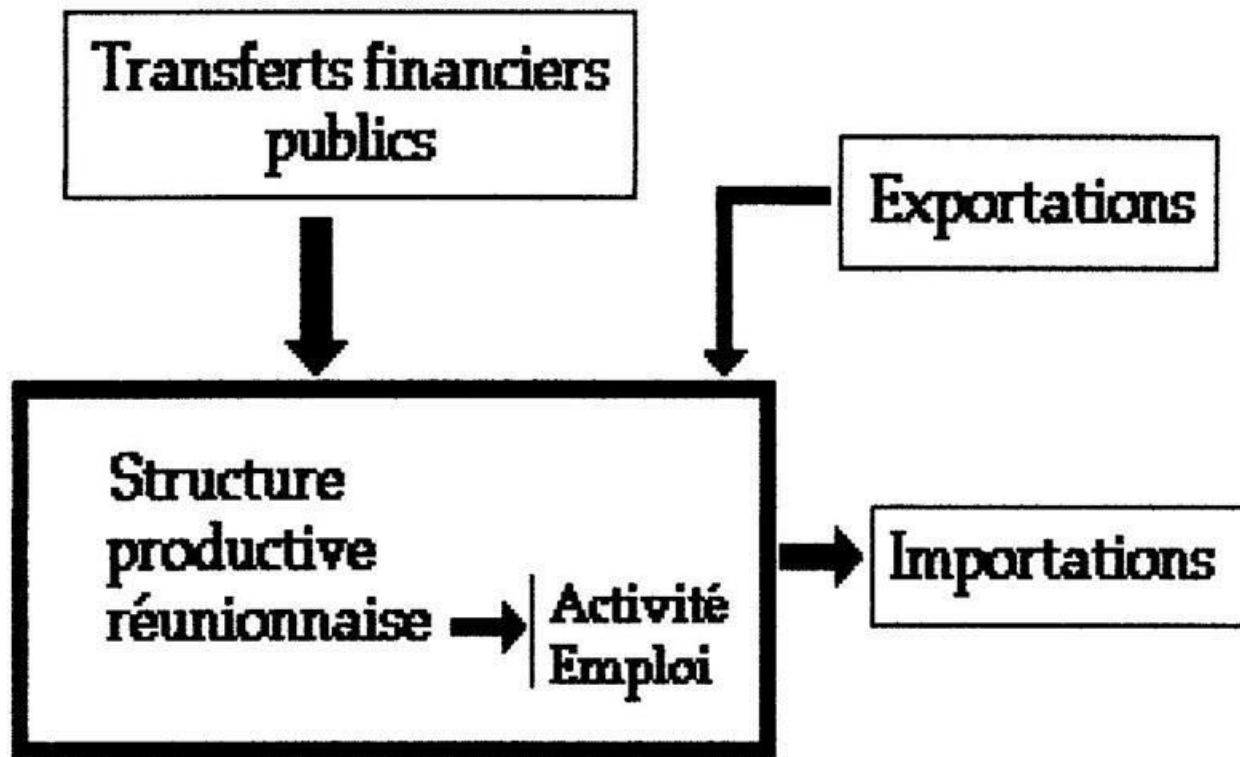 Transferts financiers
publics
Exportations
Structure
productive
réunionnaise
Activité
Emploi
Importations